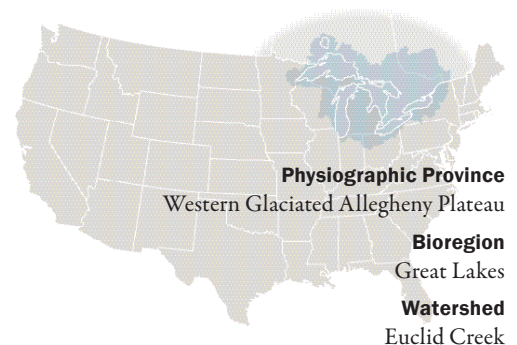 Physiographic Province
Western Glaciated Allegheny Plateau
Bioregion
Great Lakes
Watershed
Euclid Creek